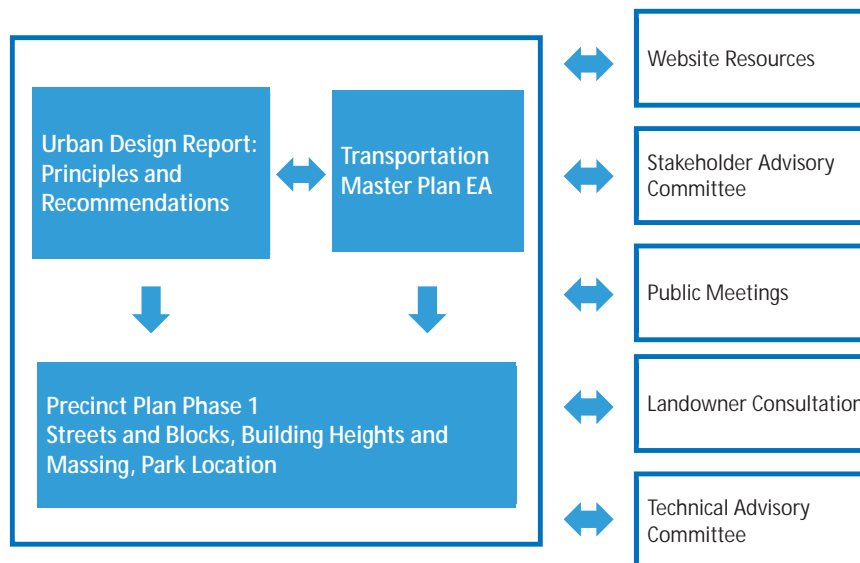 Urban Design Report:
Principles and
Recommendations
Transportation
Master Plan EA
Precinct Plan Phase 1
Streets and Blocks, Building Heights and
Massing, Park Location
Website Resources
Stakeholder Advisory
Committee
Public Meetings
Landowner Consultation
Technical Advisory
Committee